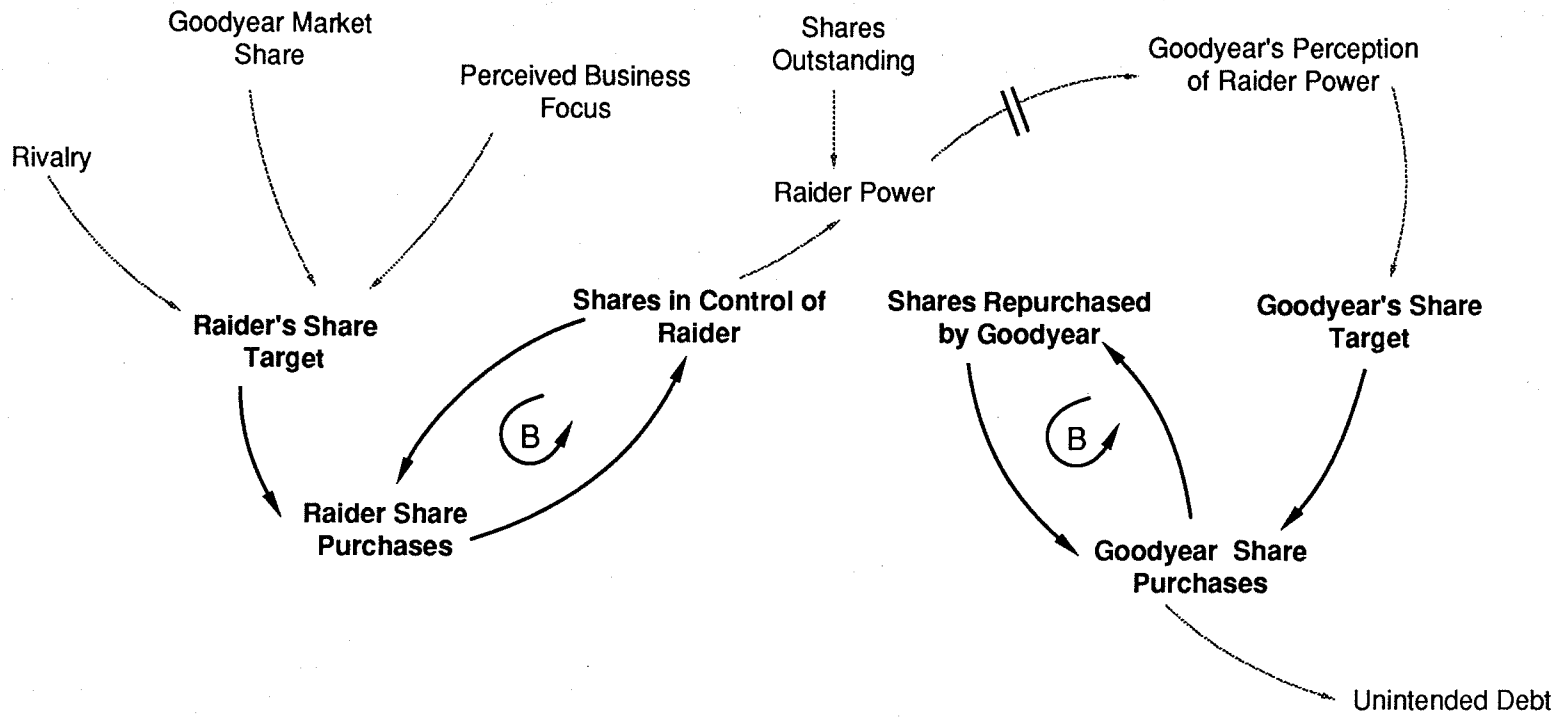 Goodyear Market
Share
Perceived Business
Focus
Shares
Outstanding
Goodyear's Perception
of Raider Power
Rivalry
Raider Power
Raider's Share
Target
Shares in Control of
Raider
Shares Repurchased
by Goodyear
Goodyear's Share
Target
B
B
Raider Share
Purchases
Goodyear Share
Purchases
Unintended Debt